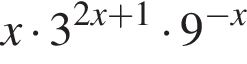 x · 3^{2x+1} · 9^{-x}